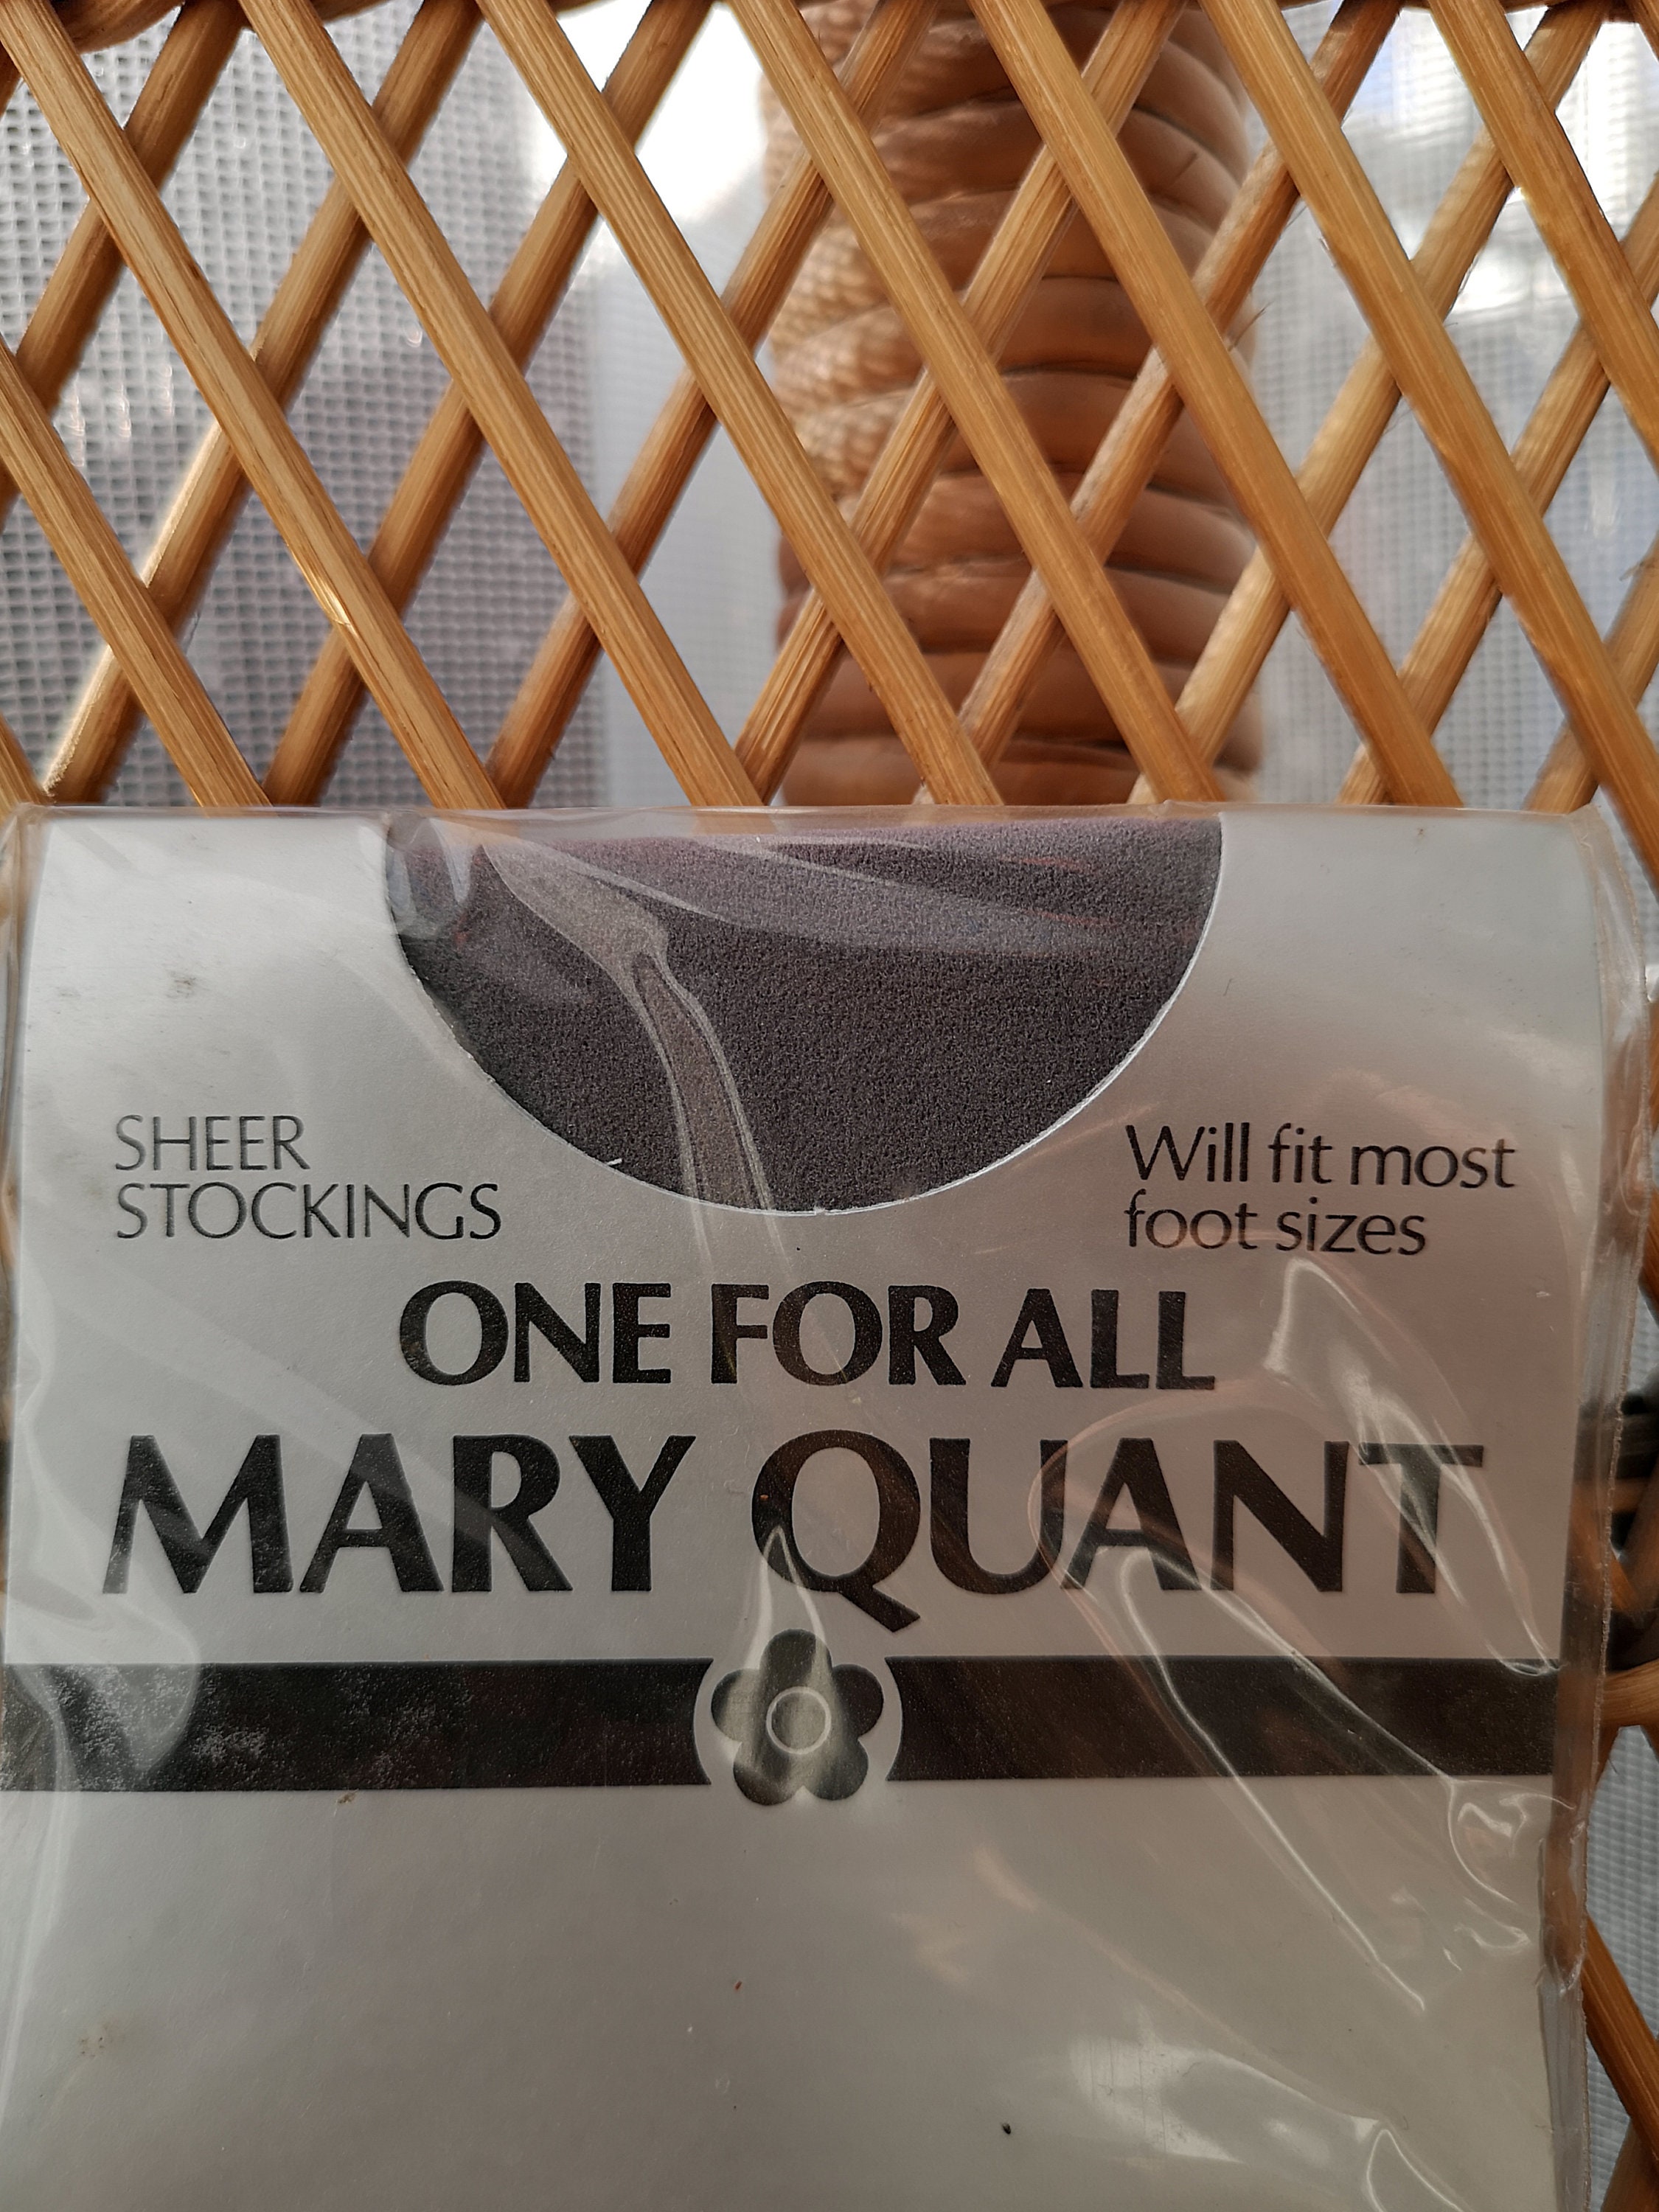 SHEER
STOCKINGS
Will fit most
foot sizes
ONE FOR ALL
MARY QUANT